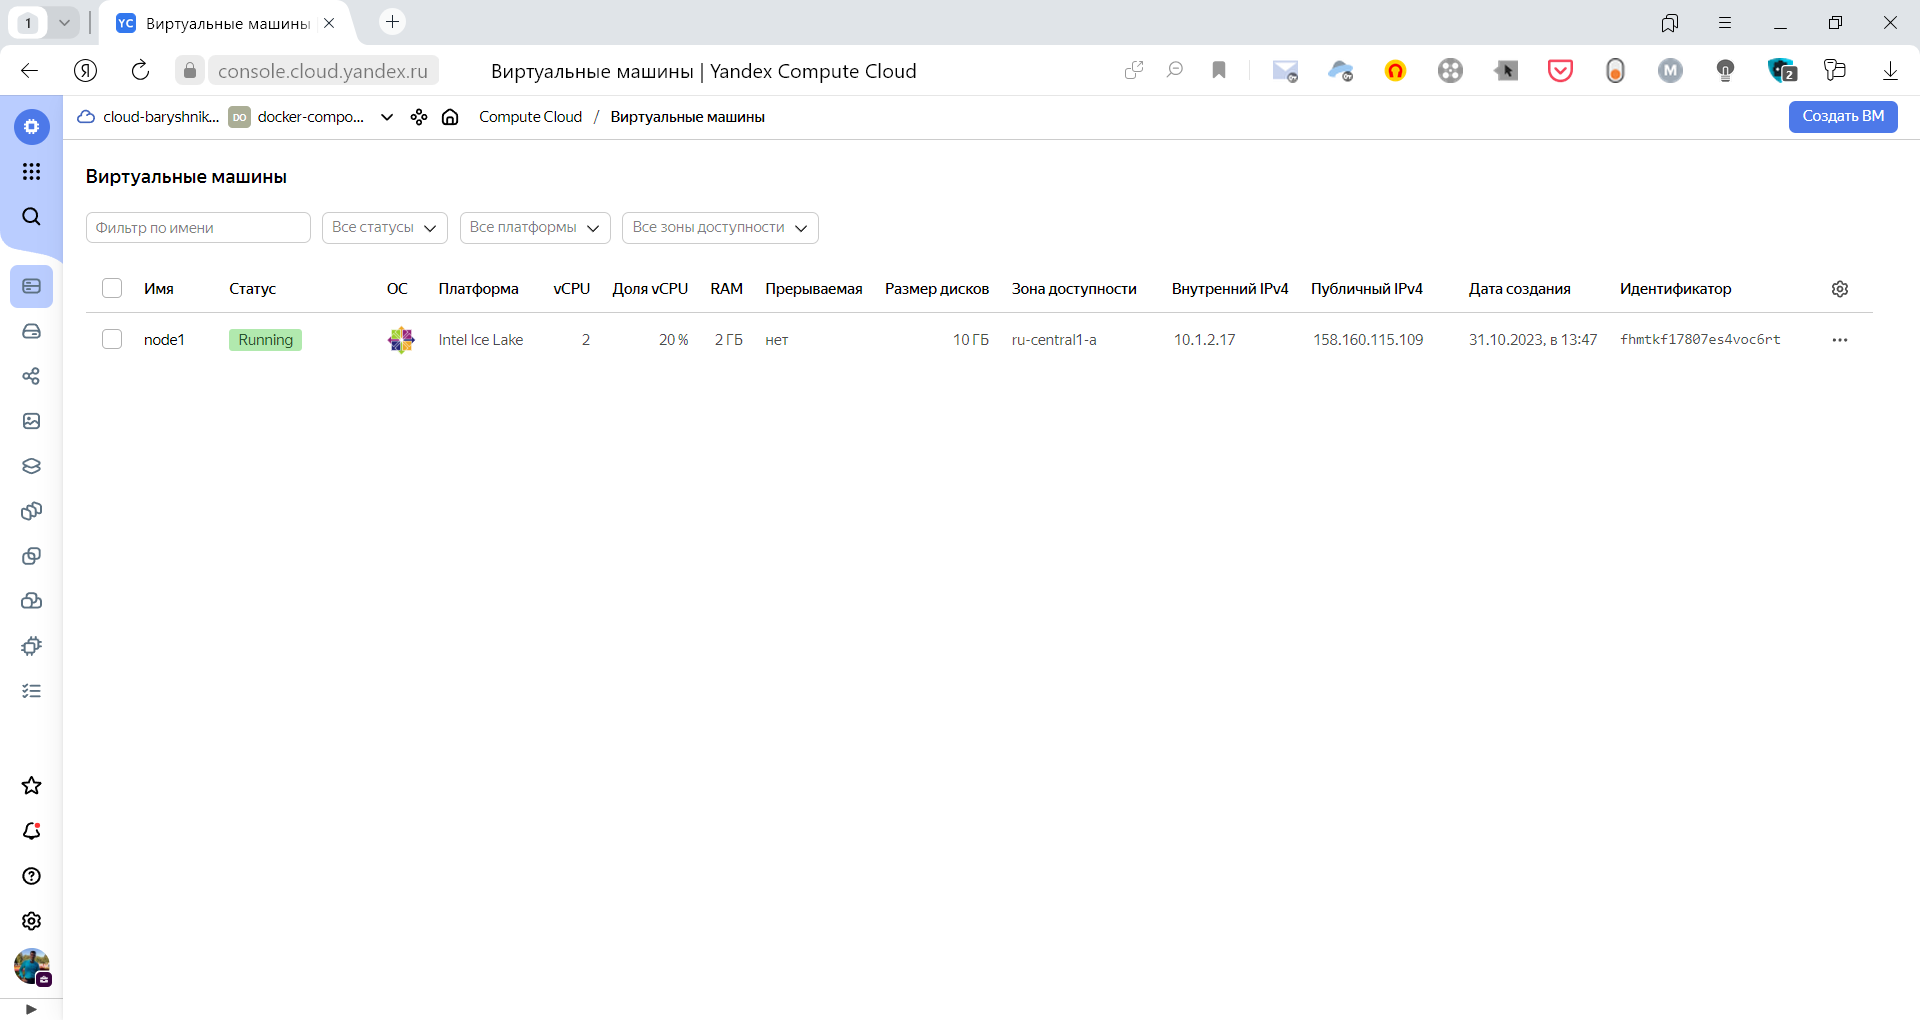 1
YC Виртуальные машины
Я console.cloud.yandex.ru Виртуальные машины | Yandex Compute Cloud M 2
cloud-baryshnik... DO docker-compo... Compute Cloud / Виртуальные машины Создать ВМ
Виртуальные машины
Фильтр по имени Все статусы Все платформы Все зоны доступности
Имя Статус ОС Платформа vCPU Доля vCPU RAM Прерываемая Размер дисков Зона доступности Внутренний IPv4 Публичный IPv4 Дата создания Идентификатор
node1 Running Intel Ice Lake 2 20 % 2 ГБ нет 10 ГБ ru-central1-a 10.1.2.17 158.160.115.109 31.10.2023, в 13:47 fhmtkf17807es4voc6rt